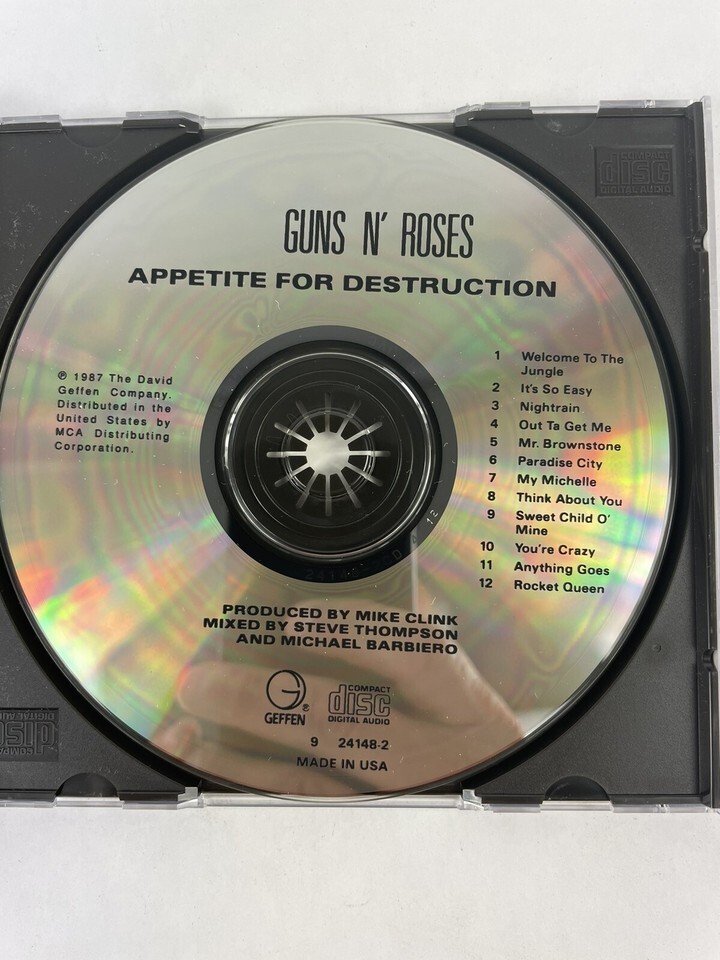 COMPACT
disc
DIGITAL AUDIO
GUNS N' ROSES
APPETITE FOR DESTRUCTION
℗ 1987 The David
Geffen Company.
Distributed in the
United States by
MCA Distributing
Corporation.
1 Welcome To The
Jungle
2 It's So Easy
3 Nightrain
4 Out Ta Get Me
5 Mr. Brownstone
6 Paradise City
7 My Michelle
8 Think About You
9 Sweet Child O'
Mine
10 You're Crazy
11 Anything Goes
12 Rocket Queen
PRODUCED BY MIKE CLINK
MIXED BY STEVE THOMPSON
AND MICHAEL BARBIERO
G
®
GEFFEN
COMPACT
disc
DIGITAL AUDIO
9 24148-2
MADE IN USA
disc
DIGITAL AU